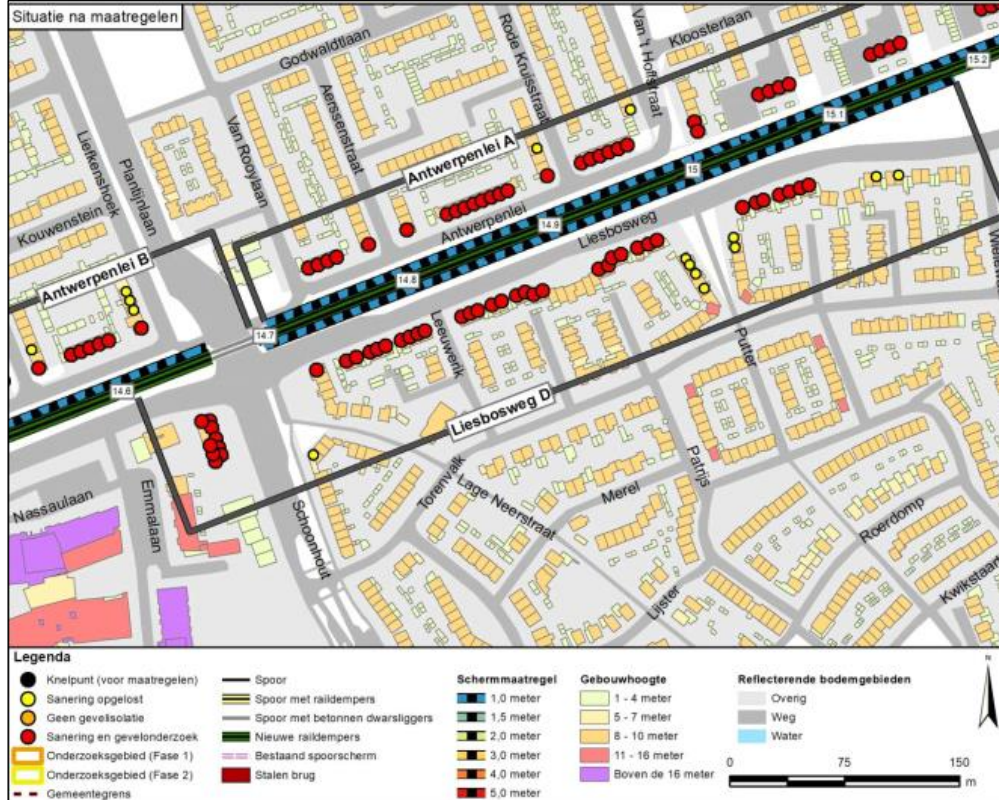 Situatie na maatregelen
Godwaldtlaan
Rode Kruisstraat
Van 't Hoffstraat
Kloosterlaan
15.2
Aerssenstraat
Liefkenshoek
Plantijnlaan
Van Rooylaan
Antwerpenlei A
15.1
15
Kouwenstein
Antwerpenlei
14.9
Liesbosweg
Antwerpenlei B
14.8
14.7
Leeuwerik
Putter
14.6
Liesbosweg D
Nassaulaan
Emmalaan
Schoonhout
Torenvalk
Lage Neerstraat
Merel
Patrijs
Roerdomp
Lijster
Kwikstaart
Legenda
Knelpunt (voor maatregelen)
Sanering opgelost
Geen gevelisolatie
Sanering en gevelonderzoek
Onderzoeksgebied (Fase 1)
Onderzoeksgebied (Fase 2)
Gemeentegrens
Spoor
Spoor met raildempers
Spoor met betonnen dwarsliggers
Nieuwe raildempers
Bestaand spoorscherm
Stalen brug
Schermmaatregel
1,0 meter
1,5 meter
2,0 meter
3,0 meter
4,0 meter
5,0 meter
Gebouwhoogte
1 - 4 meter
5 - 7 meter
8 - 10 meter
11 - 16 meter
Boven de 16 meter
Reflecterende bodemgebieden
Overig
Weg
Water
N
0 75 150
m